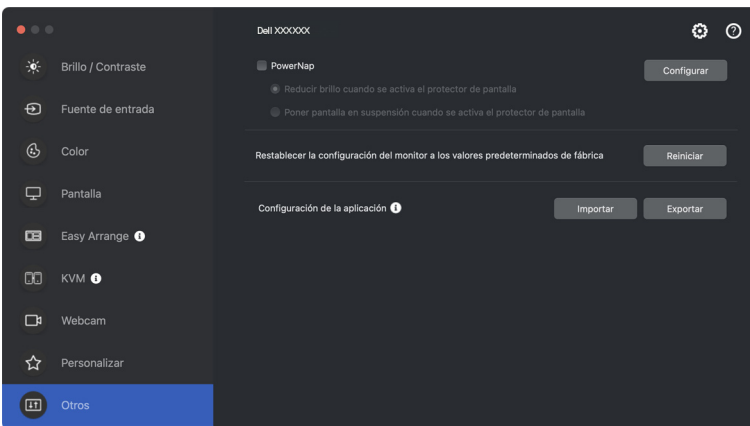 Dell XXXXXX
Brillo / Contraste
Fuente de entrada
Color
Pantalla
Easy Arrange
KVM
Webcam
Personalizar
Otros
PowerNap
Configurar
Reducir brillo cuando se activa el protector de pantalla
Poner pantalla en suspensión cuando se activa el protector de pantalla
Restablecer la configuración del monitor a los valores predeterminados de fábrica
Reiniciar
Configuración de la aplicación
Importar
Exportar